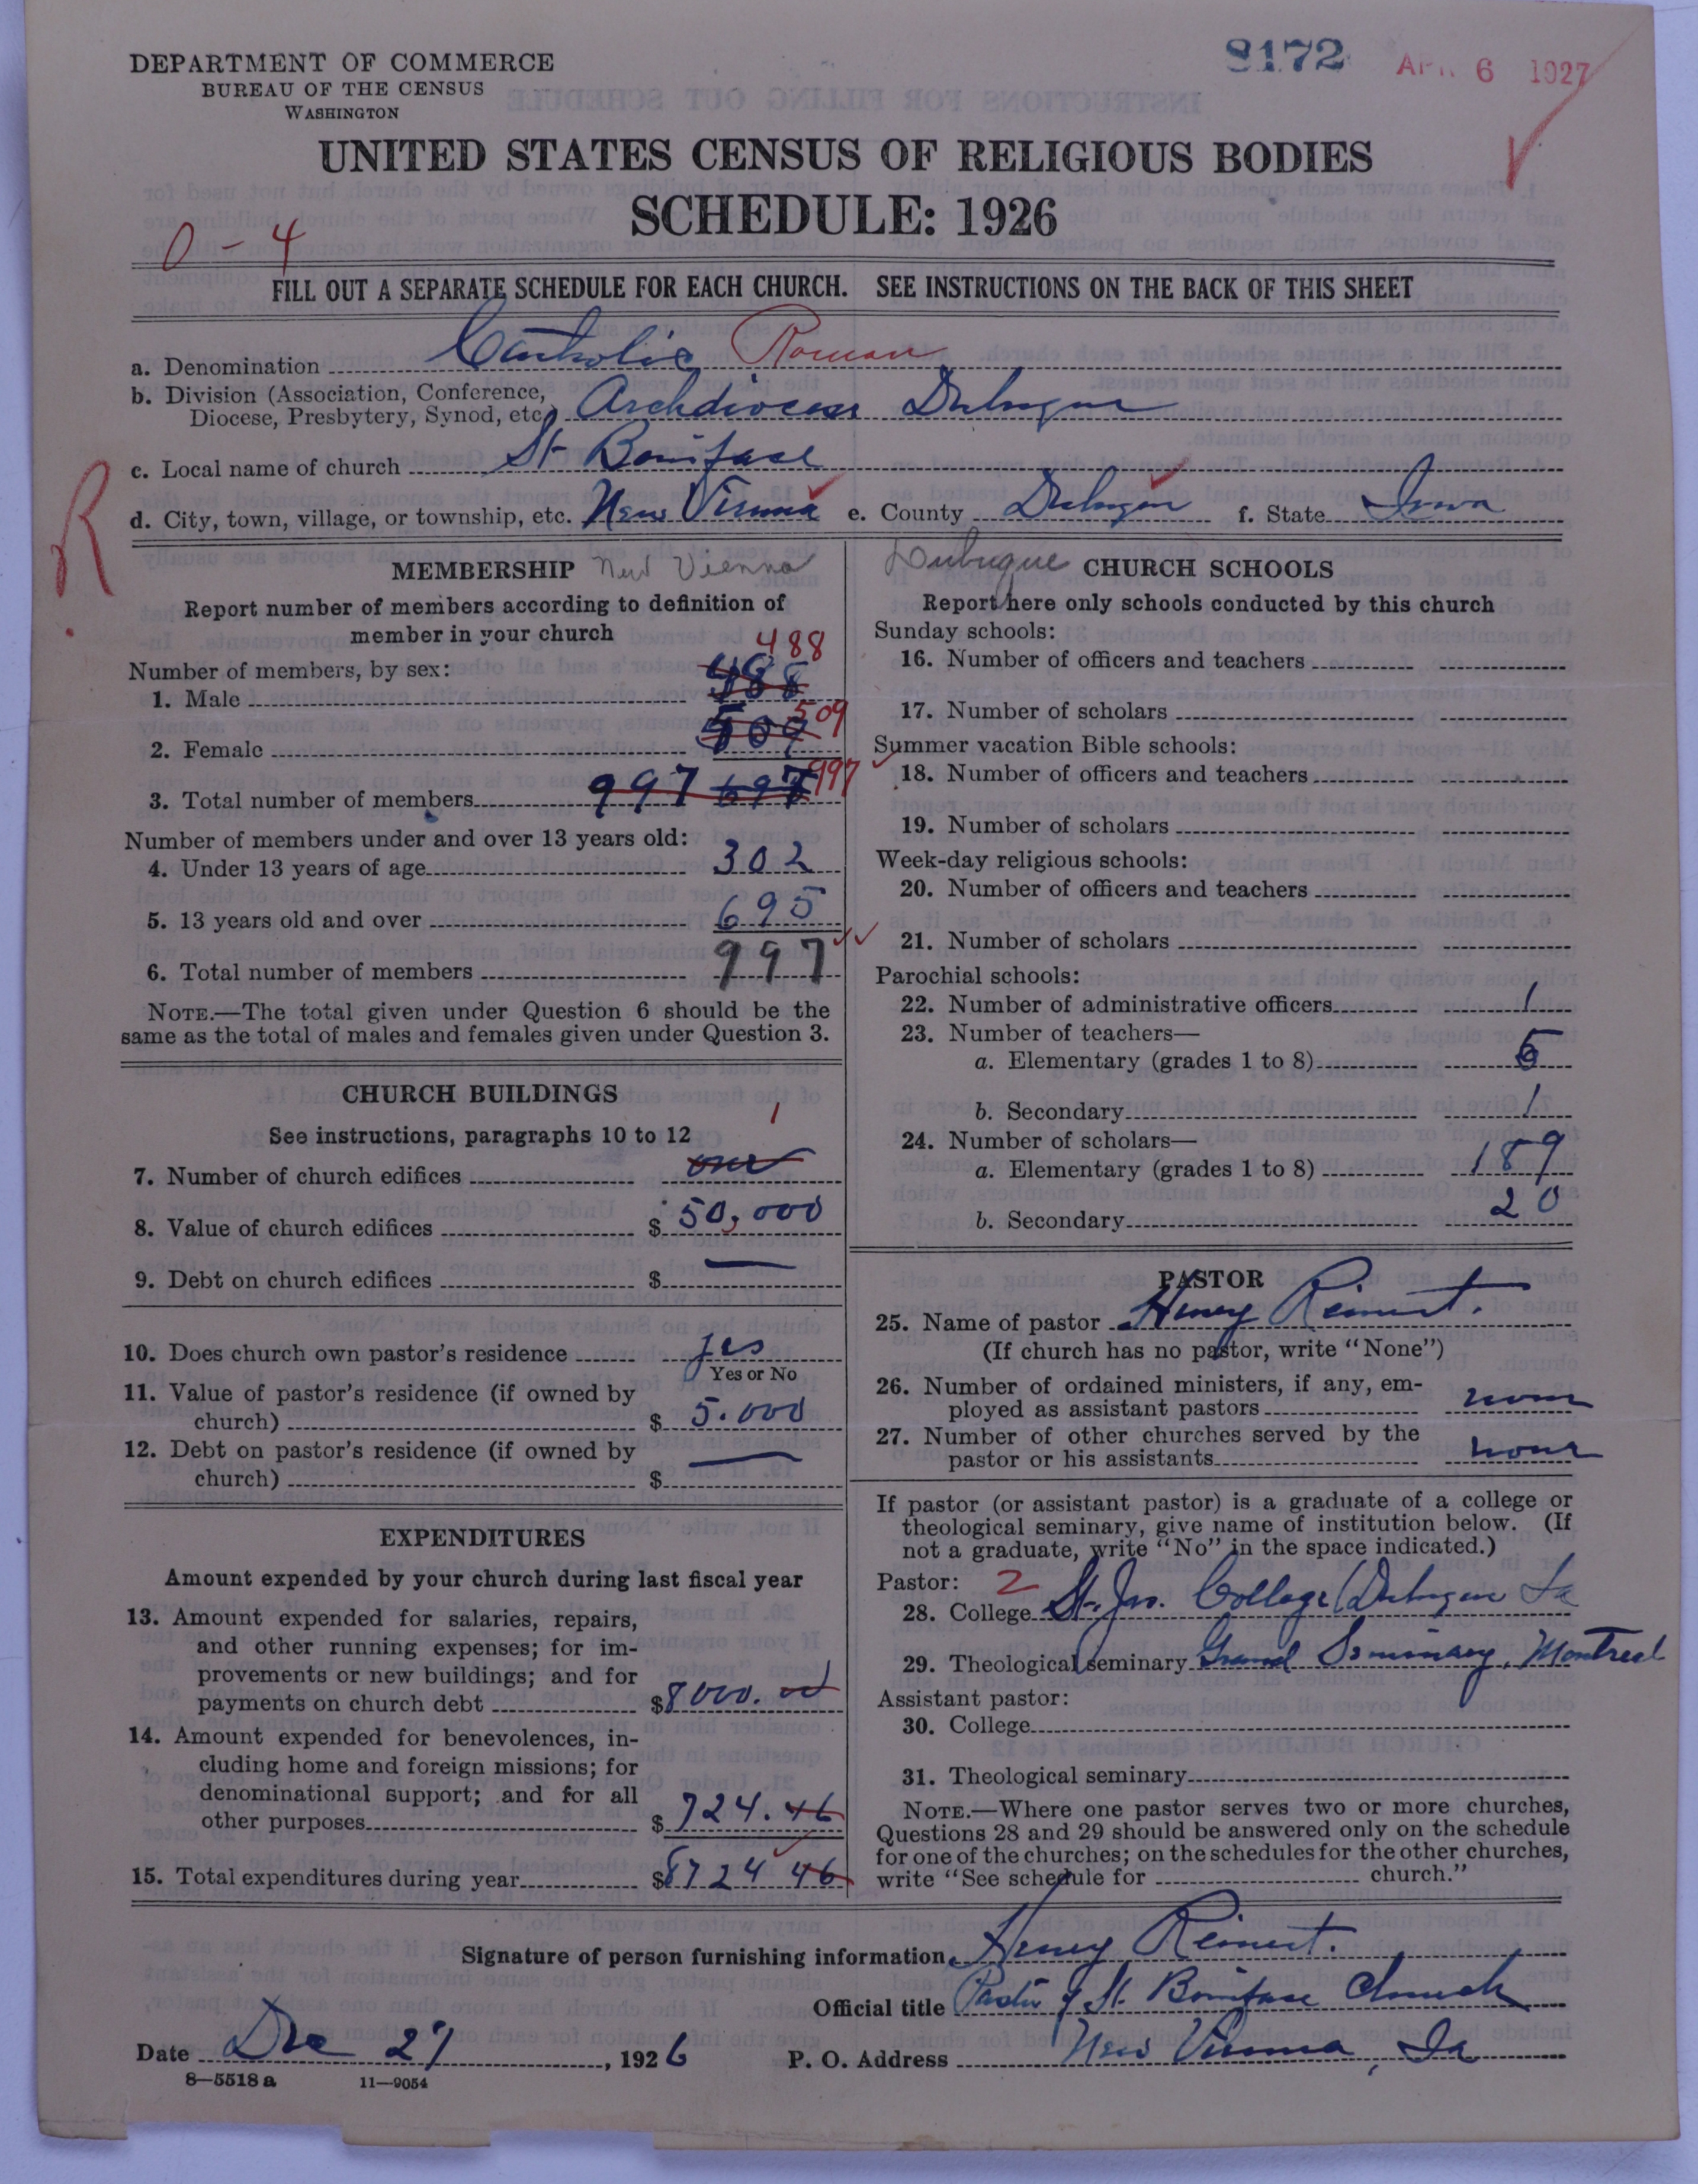 8172 APR 6 1927
DEPARTMENT OF COMMERCE
BUREAU OF THE CENSUS
WASHINGTON
UNITED STATES CENSUS OF RELIGIOUS BODIES
SCHEDULE: 1926
0-4
FILL OUT A SEPARATE SCHEDULE FOR EACH CHURCH. SEE INSTRUCTIONS ON THE BACK OF THIS SHEET
a. Denomination Catholic Roman
b. Division (Association, Conference,
Diocese, Presbytery, Synod, etc.) Archdiocese Dubuque
c. Local name of church St Boniface
d. City, town, village, or township, etc. New Vienna e. County Dubuque f. State Iowa
R
MEMBERSHIP New Vienna
Report number of members according to definition of
member in your church
Number of members, by sex:
488
1. Male 488
2. Female 509 509
3. Total number of members 997 697 997
Number of members under and over 13 years old:
4. Under 13 years of age 302
5. 13 years old and over 695
6. Total number of members 997
NOTE.—The total given under Question 6 should be the
same as the total of males and females given under Question 3.
CHURCH BUILDINGS
See instructions, paragraphs 10 to 12
1
7. Number of church edifices one
8. Value of church edifices $ 50,000
9. Debt on church edifices $ —
10. Does church own pastor's residence yes
Yes or No
11. Value of pastor's residence (if owned by
church) $ 5.000
12. Debt on pastor's residence (if owned by
church) $ —
EXPENDITURES
Amount expended by your church during last fiscal year
13. Amount expended for salaries, repairs,
and other running expenses; for im-
provements or new buildings; and for
payments on church debt $8000.00
14. Amount expended for benevolences, in-
cluding home and foreign missions; for
denominational support; and for all
other purposes $ 724.46
15. Total expenditures during year $8724 46
Dubuque CHURCH SCHOOLS
Report here only schools conducted by this church
Sunday schools:
16. Number of officers and teachers
17. Number of scholars
Summer vacation Bible schools:
18. Number of officers and teachers
19. Number of scholars
Week-day religious schools:
20. Number of officers and teachers
21. Number of scholars
Parochial schools:
22. Number of administrative officers 1
23. Number of teachers—
a. Elementary (grades 1 to 8)
b. Secondary 1
24. Number of scholars—
a. Elementary (grades 1 to 8) 189
b. Secondary 20
PASTOR
25. Name of pastor Henry Reinert.
(If church has no pastor, write "None")
26. Number of ordained ministers, if any, em-
ployed as assistant pastors none
27. Number of other churches served by the
pastor or his assistants none
If pastor (or assistant pastor) is a graduate of a college or
theological seminary, give name of institution below. (If
not a graduate, write "No" in the space indicated.)
Pastor: 2
28. College St. Jos. College (Dubuque Ia
29. Theological seminary Grand Seminary, Montreal
Assistant pastor:
30. College
31. Theological seminary
NOTE.—Where one pastor serves two or more churches,
Questions 28 and 29 should be answered only on the schedule
for one of the churches; on the schedules for the other churches,
write "See schedule for church."
Signature of person furnishing information Henry Reinert.
Official title Pastor of St. Boniface Church
Date Dec 27, 1926 P. O. Address New Vienna, Ia
8—5518 a 11—9054